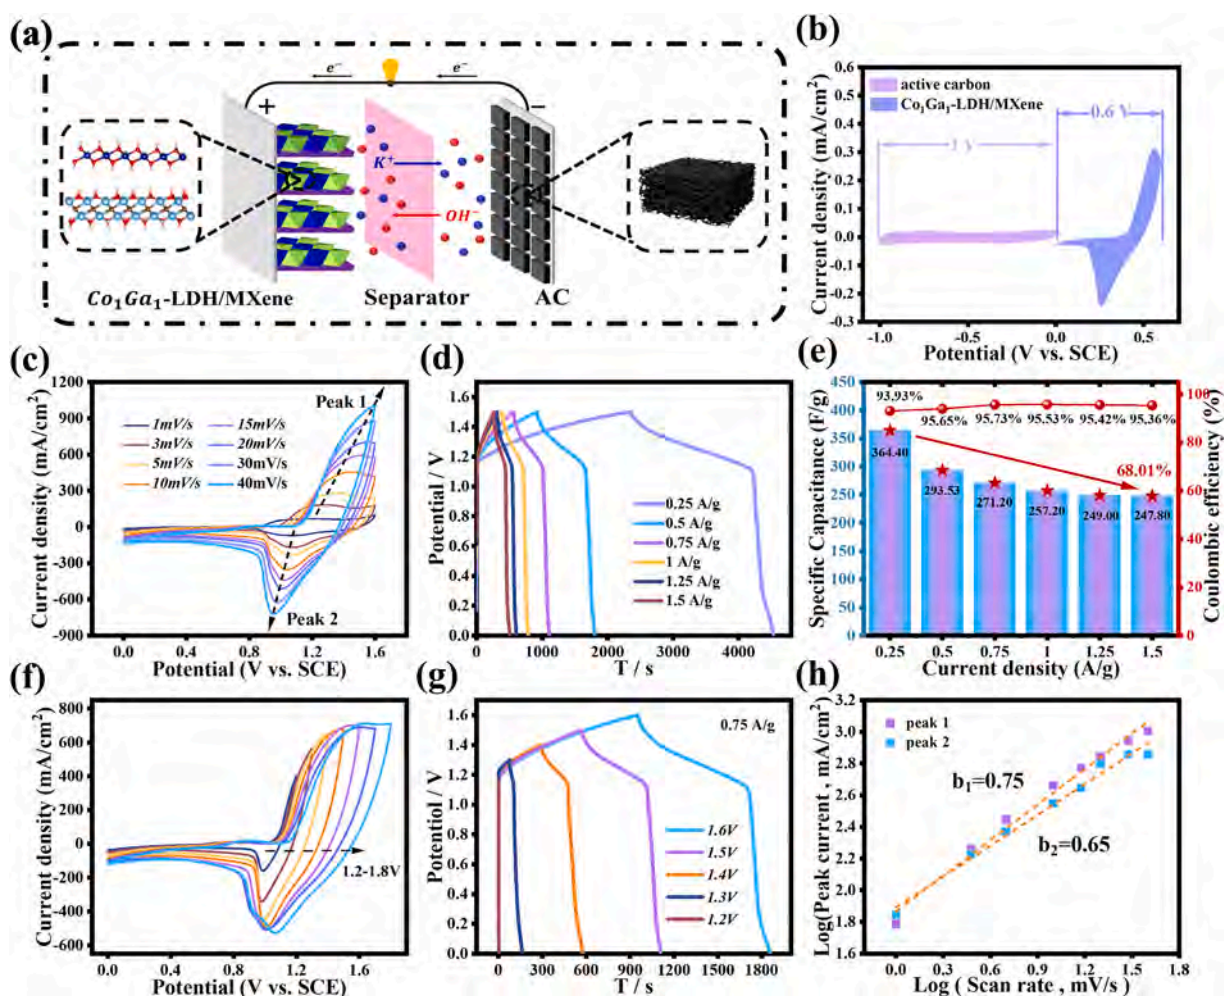 (a)
e⁻ e⁻
+ −
K⁺
OH⁻
Co₁Ga₁-LDH/MXene Separator AC
(b)
active carbon
Co₁Ga₁-LDH/MXene
1 V
0.6 V
Current density (mA/cm²)
0.6
0.5
0.4
0.3
0.2
0.1
0.0
-0.1
-0.2
-0.3
-1.0 -0.5 0.0 0.5
Potential (V vs. SCE)
(c)
Current density (mA/cm²)
1200
900
600
300
0
-300
-600
-900
Peak 1
1mV/s 15mV/s
3mV/s 20mV/s
5mV/s 30mV/s
10mV/s 40mV/s
Peak 2
0.0 0.4 0.8 1.2 1.6
Potential (V vs. SCE)
(d)
Potential / V
1.6
1.4
1.2
1.0
0.8
0.6
0.4
0.2
0.0
0.25 A/g
0.5 A/g
0.75 A/g
1 A/g
1.25 A/g
1.5 A/g
0 1000 2000 3000 4000
T / s
(e)
Specific Capacitance (F/g)
450
400
350
300
250
200
150
100
50
0
93.93% 95.65% 95.73% 95.53% 95.42% 95.36%
68.01%
364.40 293.53 271.20 257.20 249.00 247.80
0.25 0.5 0.75 1 1.25 1.5
Current density (A/g)
100
80
60
40
20
0
Coulombic efficiency (%)
(f)
Current density (mA/cm²)
800
600
400
200
0
-200
-400
-600
1.2-1.8V
0.0 0.4 0.8 1.2 1.6
Potential (V vs. SCE)
(g)
Potentiol / V
1.6
1.4
1.2
1.0
0.8
0.6
0.4
0.2
0.0
0.75 A/g
1.6V
1.5V
1.4V
1.3V
1.2V
0 300 600 900 1200 1500 1800
T / s
(h)
Log(Peak current , mA/cm²)
3.3
3.0
2.7
2.4
2.1
1.8
1.5
peak 1
peak 2
b₁=0.75
b₂=0.65
0.0 0.3 0.6 0.9 1.2 1.5 1.8
Log ( Scan rate , mV/s )